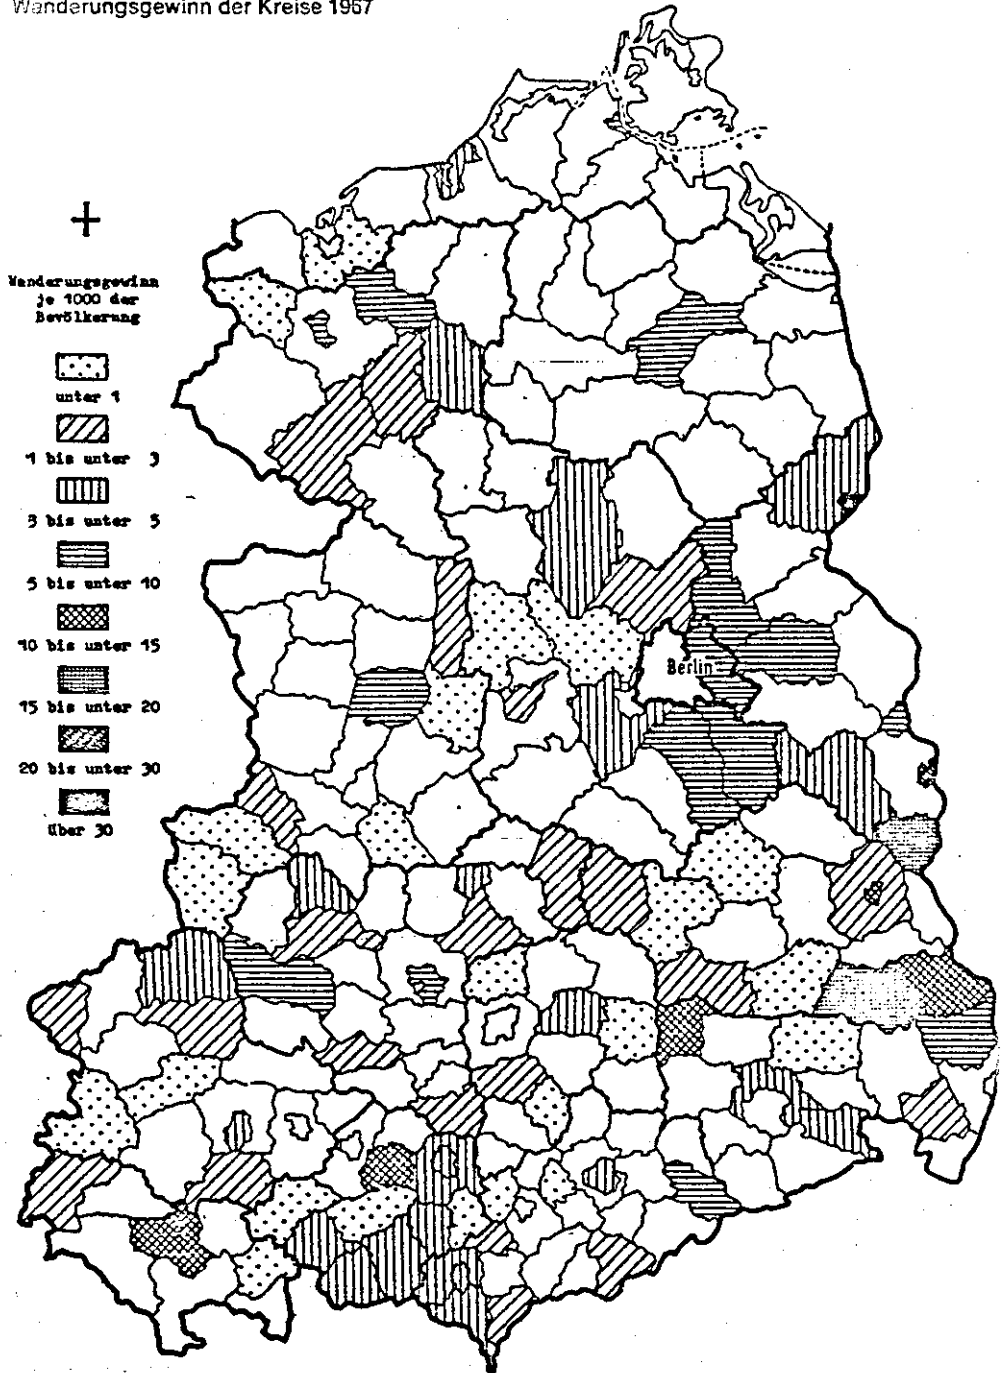 Wanderungsgewinn der Kreise 1967
Wanderungsgewinn
je 1000 der
Bevölkerung
unter 1
1 bis unter 3
3 bis unter 5
5 bis unter 10
10 bis unter 15
15 bis unter 20
20 bis unter 30
über 30
Berlin